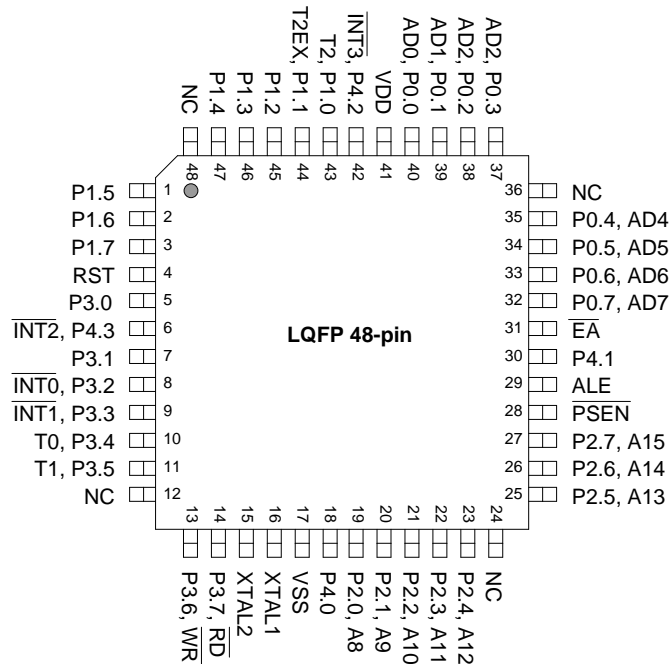 NC
P1.4
P1.3
P1.2
T2EX, P1.1
T2, P1.0
INT3, P4.2
VDD
AD0, P0.0
AD1, P0.1
AD2, P0.2
AD2, P0.3
48
47
46
45
44
43
42
41
40
39
38
37
P1.5 1
P1.6 2
P1.7 3
RST 4
P3.0 5
INT2, P4.3 6
P3.1 7
INT0, P3.2 8
INT1, P3.3 9
T0, P3.4 10
T1, P3.5 11
NC 12
LQFP 48-pin
36 NC
35 P0.4, AD4
34 P0.5, AD5
33 P0.6, AD6
32 P0.7, AD7
31 EA
30 P4.1
29 ALE
28 PSEN
27 P2.7, A15
26 P2.6, A14
25 P2.5, A13
13
14
15
16
17
18
19
20
21
22
23
24
P3.6, WR
P3.7, RD
XTAL2
XTAL1
VSS
P4.0
P2.0, A8
P2.1, A9
P2.2, A10
P2.3, A11
P2.4, A12
NC